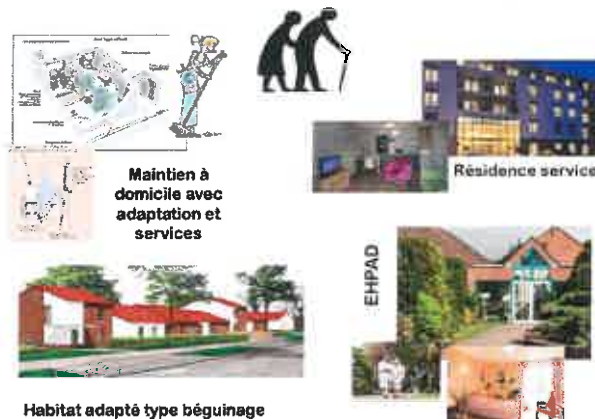 Maintien à
domicile avec
adaptation et
services
Résidence service
EHPAD
Habitat adapté type béguinage